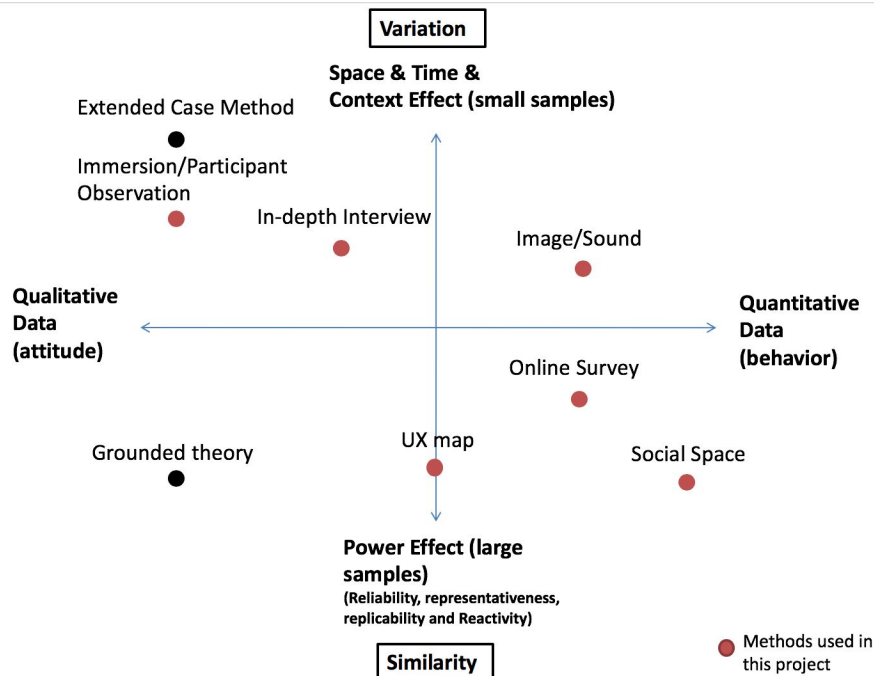 Variation
Space & Time &
Context Effect (small samples)
Extended Case Method
Immersion/Participant
Observation
In-depth Interview
Image/Sound
Qualitative
Data
(attitude)
Quantitative
Data
(behavior)
Online Survey
UX map
Grounded theory
Social Space
Power Effect (large
samples)
(Reliability, representativeness,
replicability and Reactivity)
Similarity
Methods used in
this project